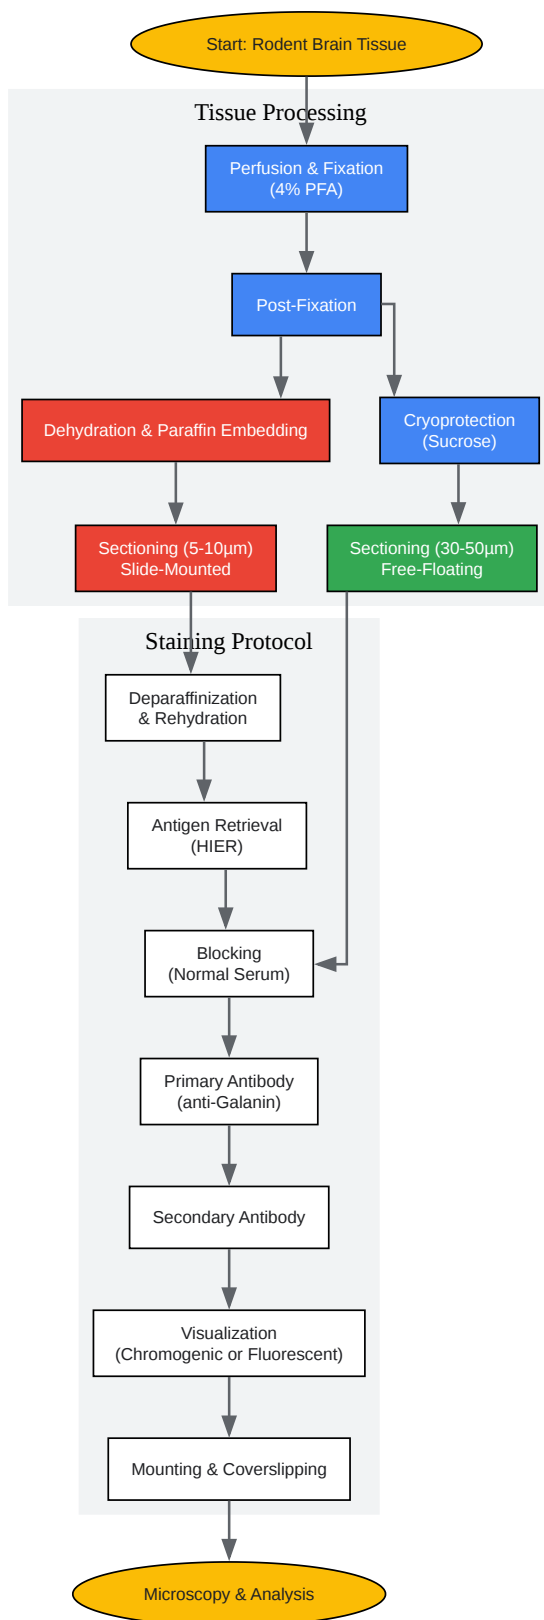 Start: Rodent Brain Tissue
Tissue Processing
Perfusion & Fixation
(4% PFA)
Post-Fixation
Dehydration & Paraffin Embedding
Cryoprotection
(Sucrose)
Sectioning (5-10µm)
Slide-Mounted
Sectioning (30-50µm)
Free-Floating
Staining Protocol
Deparaffinization
& Rehydration
Antigen Retrieval
(HIER)
Blocking
(Normal Serum)
Primary Antibody
(anti-Galanin)
Secondary Antibody
Visualization
(Chromogenic or Fluorescent)
Mounting & Coverslipping
Microscopy & Analysis